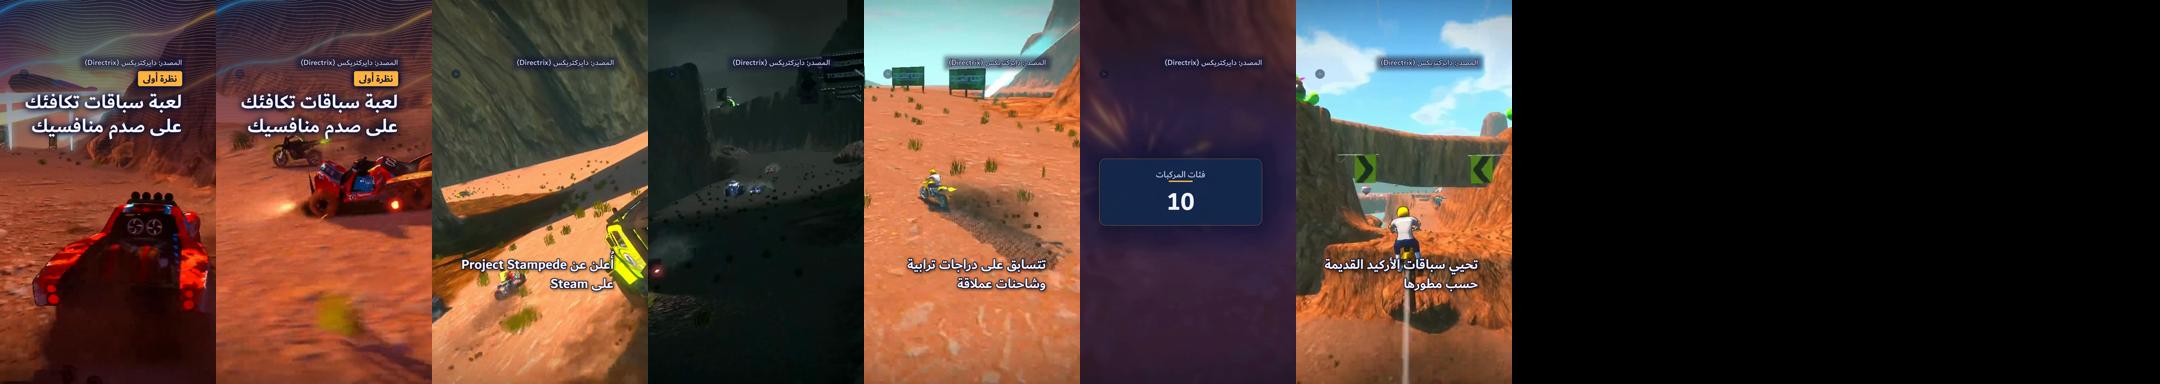 المصدر: دايركتريكس (Directrix)
نظرة أولى
لعبة سباقات تكافئك
على صدم منافسيك
المصدر: دايركتريكس (Directrix)
نظرة أولى
لعبة سباقات تكافئك
على صدم منافسيك
المصدر: دايركتريكس (Directrix)
أعلن عن Project Stampede
على Steam
المصدر: دايركتريكس (Directrix)
المصدر: دايركتريكس (Directrix)
تتسابق على دراجات ترابية
وشاحنات عملاقة
المصدر: دايركتريكس (Directrix)
فئات المركبات
10
المصدر: دايركتريكس (Directrix)
تحيي سباقات الأركيد القديمة
حسب مطورها